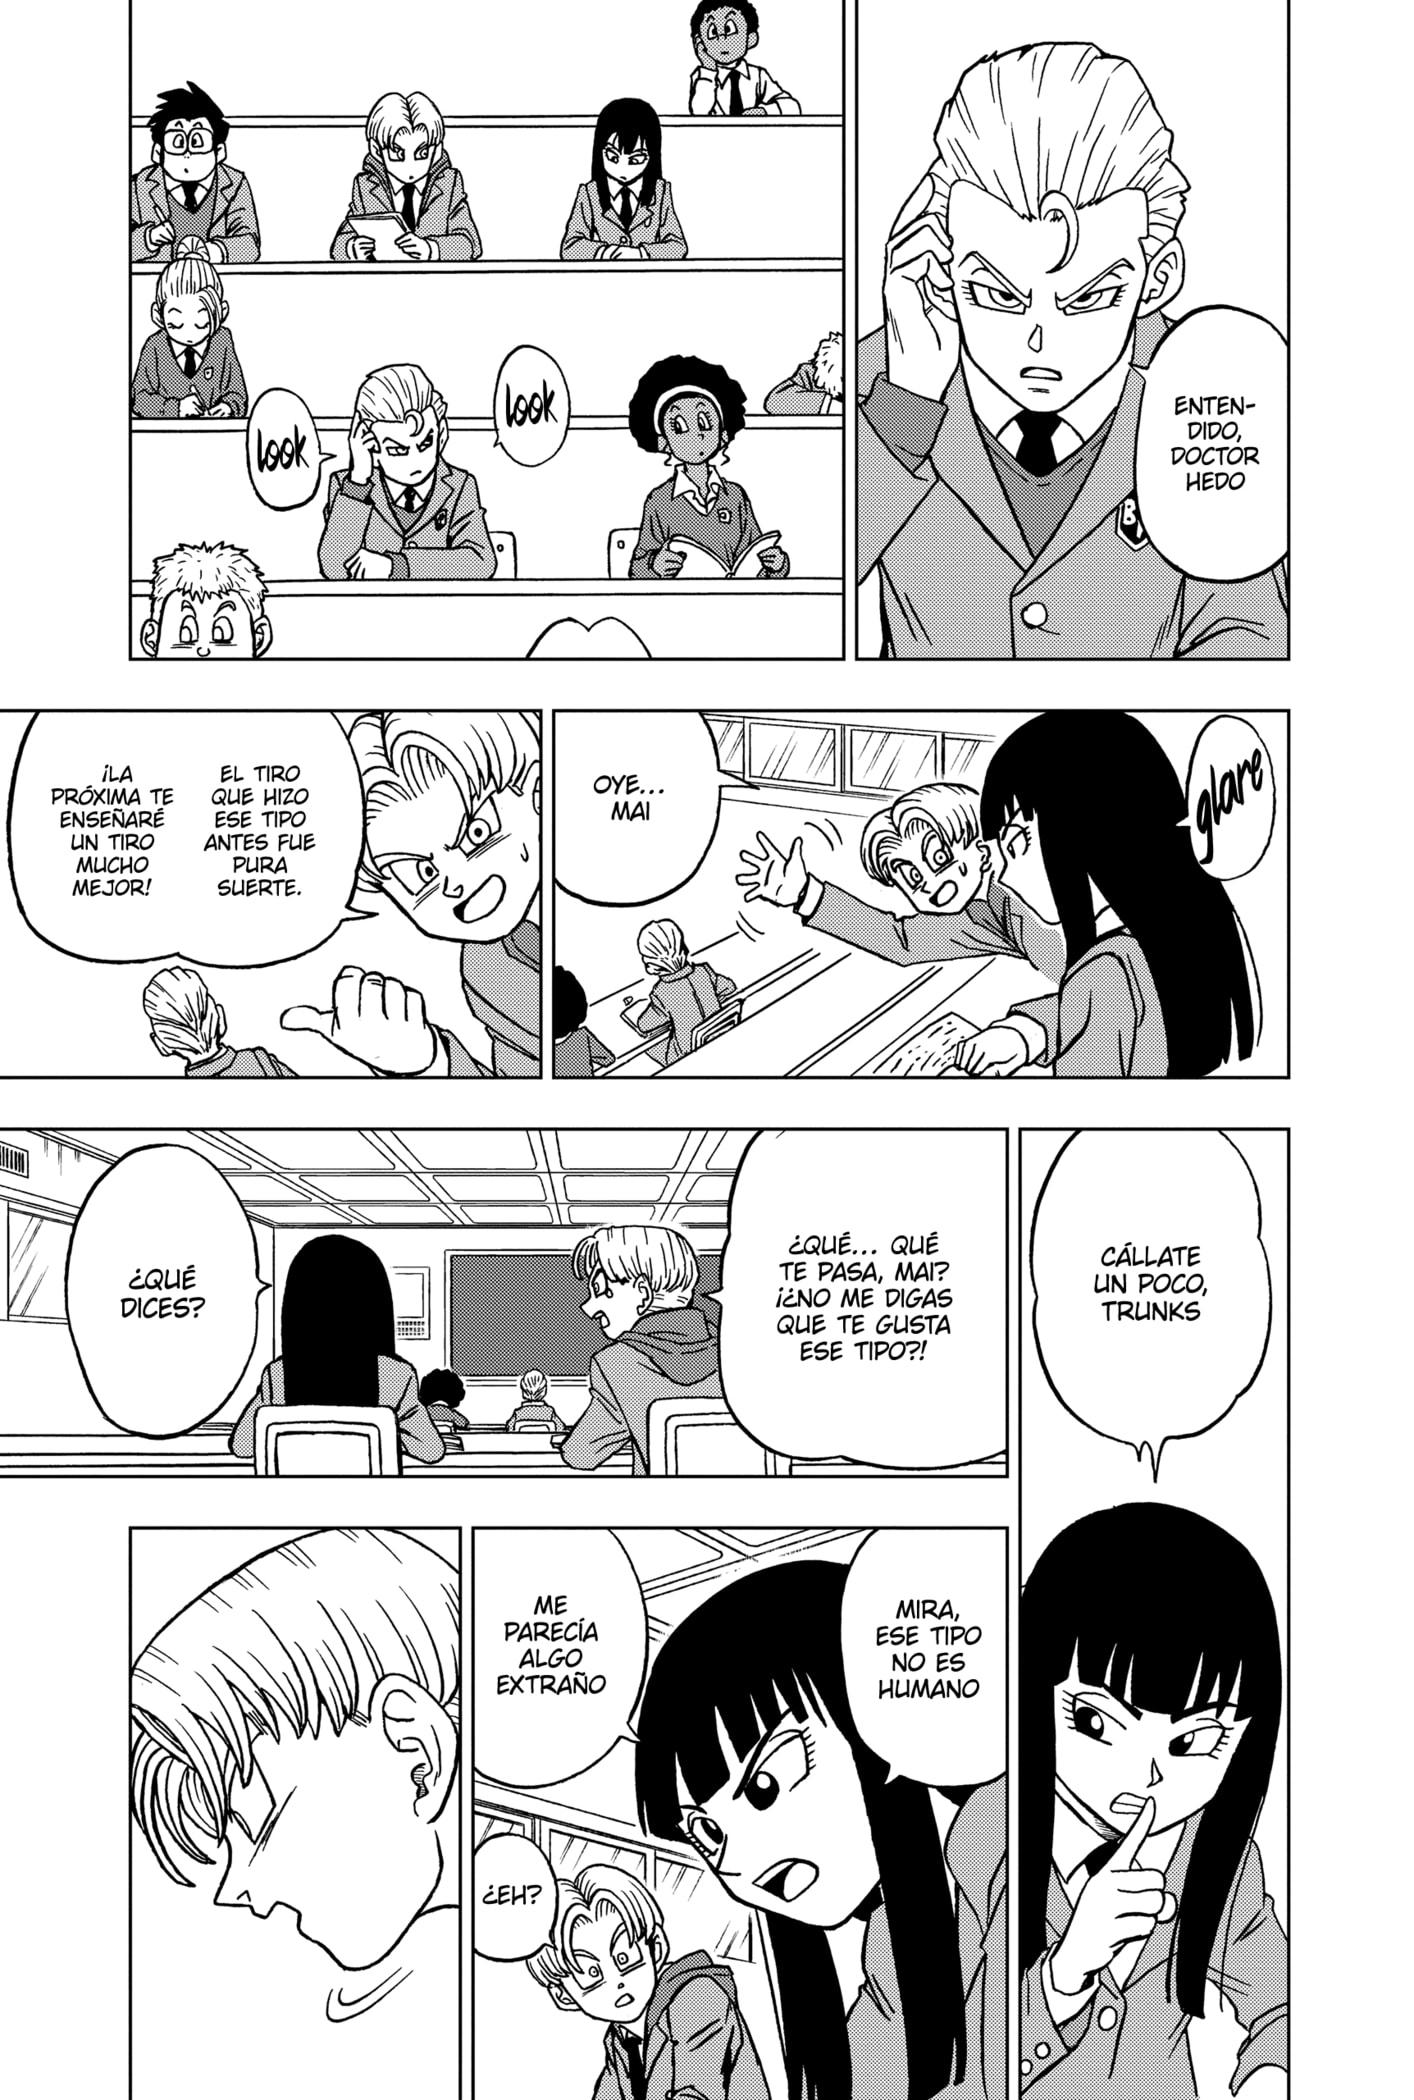 ENTEN-
DIDO,
DOCTOR
HEDO
LOOK
LOOK
glare
OYE...
MAI
EL TIRO
QUE HIZO
ESE TIPO
ANTES FUE
PURA
SUERTE.
¡LA
PRÓXIMA TE
ENSEÑARÉ
UN TIRO
MUCHO
MEJOR!
CÁLLATE
UN POCO,
TRUNKS
¿QUÉ... QUÉ
TE PASA, MAI?
¡¿NO ME DIGAS
QUE TE GUSTA
ESE TIPO?!
¿QUÉ
DICES?
MIRA,
ESE TIPO
NO ES
HUMANO
ME
PARECÍA
ALGO
EXTRAÑO
¿EH?